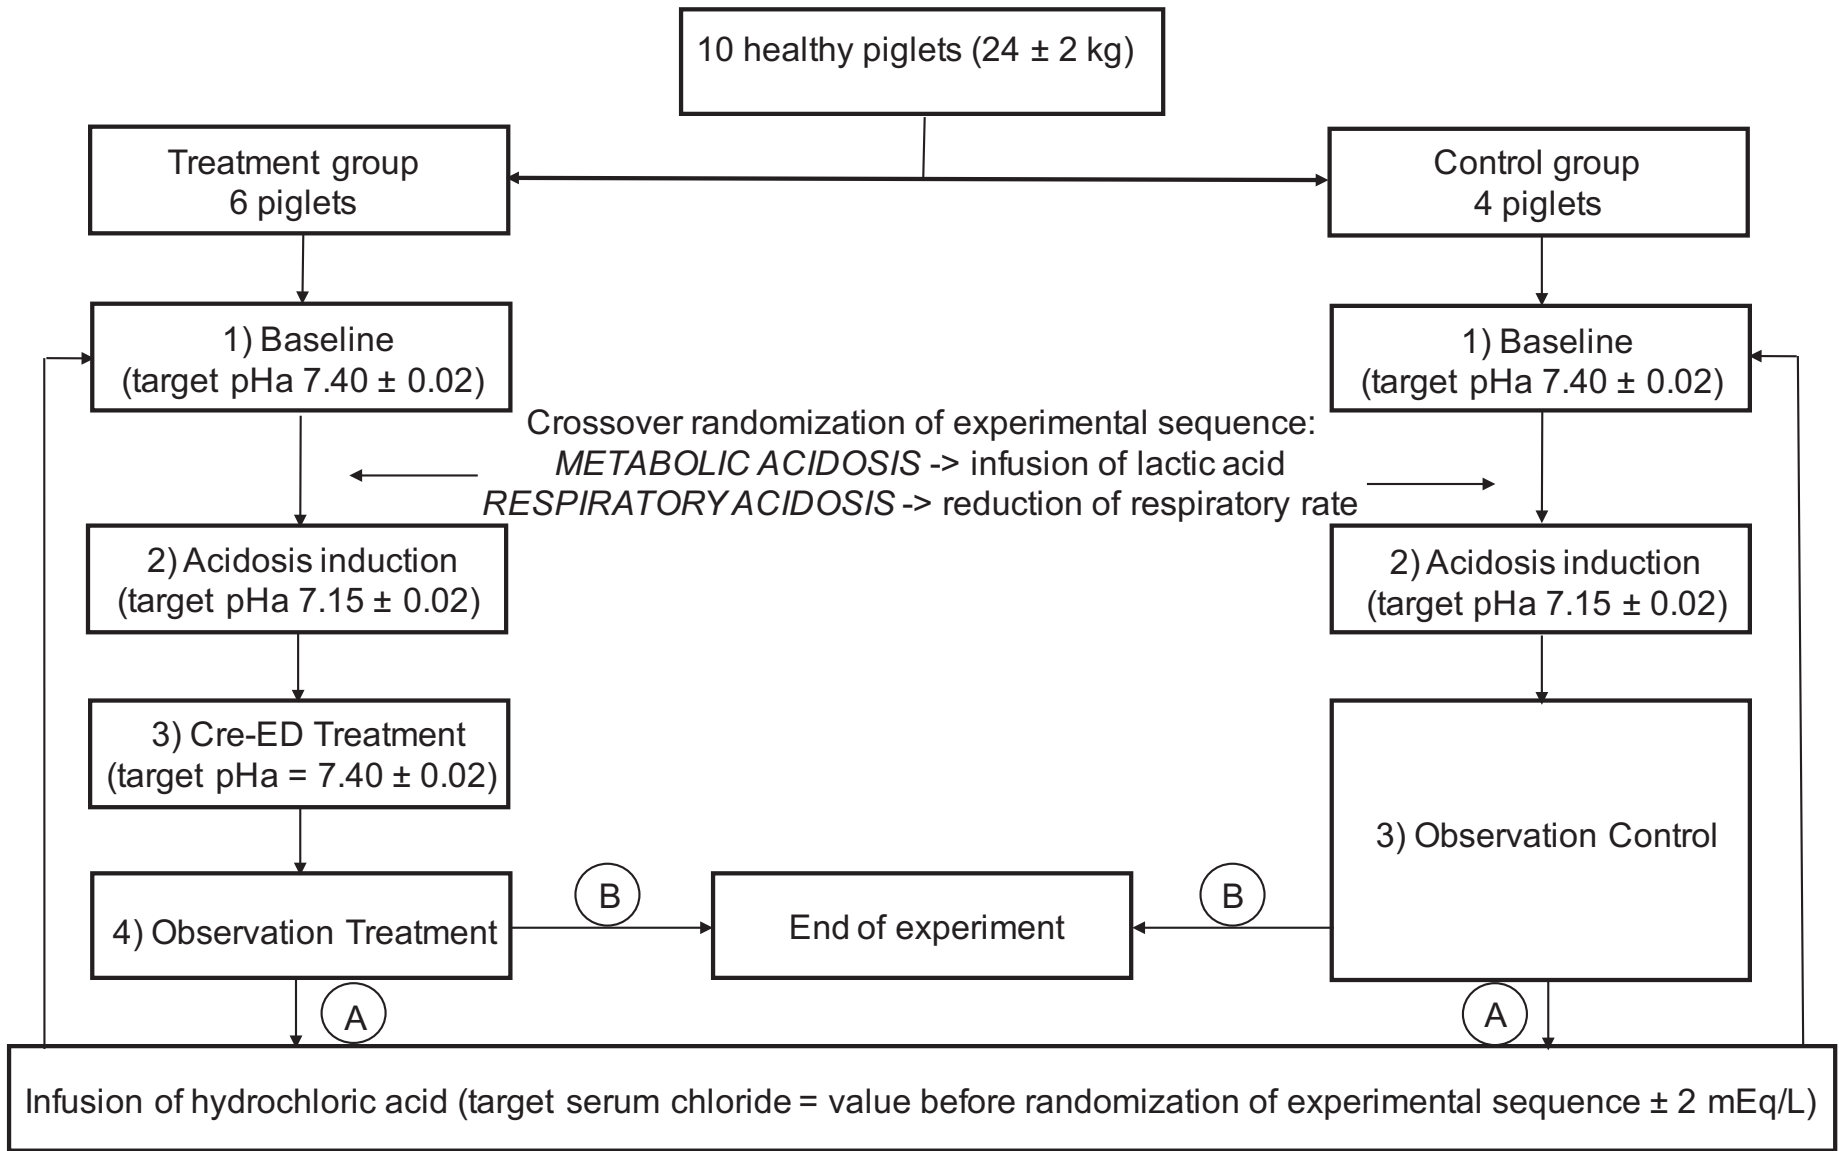 10 healthy piglets (24 ± 2 kg)
Treatment group
6 piglets
Control group
4 piglets
1) Baseline
(target pHa 7.40 ± 0.02)
1) Baseline
(target pHa 7.40 ± 0.02)
Crossover randomization of experimental sequence:
METABOLIC ACIDOSIS -> infusion of lactic acid
RESPIRATORY ACIDOSIS -> reduction of respiratory rate
2) Acidosis induction
(target pHa 7.15 ± 0.02)
2) Acidosis induction
(target pHa 7.15 ± 0.02)
3) Cre-ED Treatment
(target pHa = 7.40 ± 0.02)
3) Observation Control
4) Observation Treatment
B
End of experiment
B
A
A
Infusion of hydrochloric acid (target serum chloride = value before randomization of experimental sequence ± 2 mEq/L)